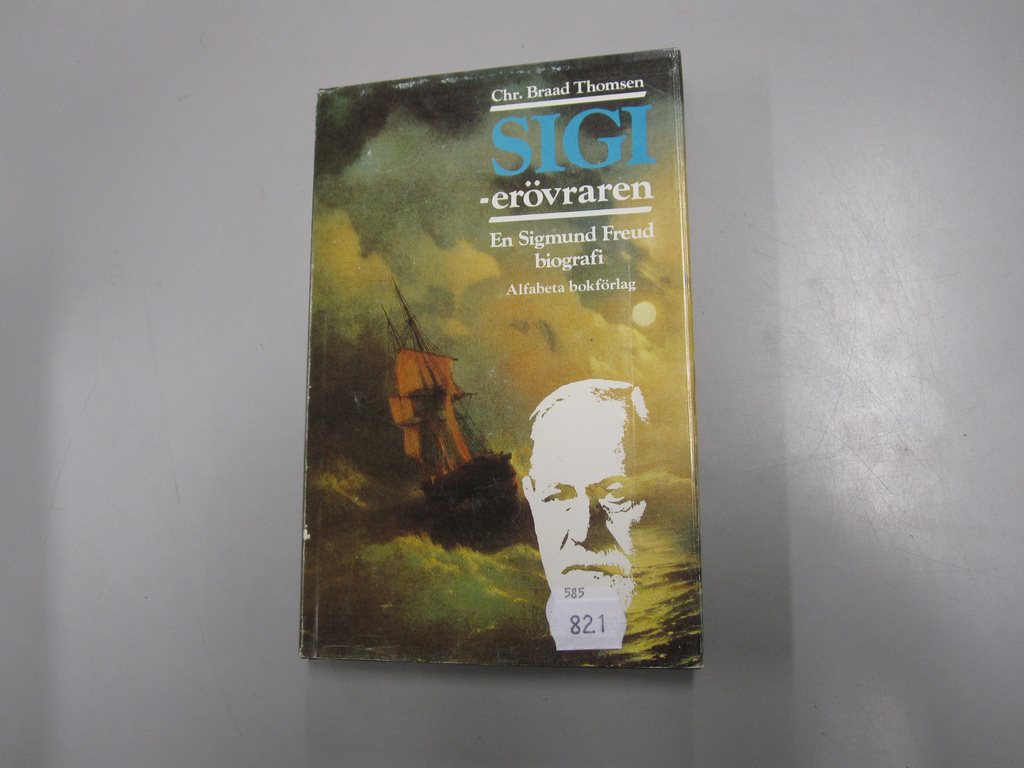 Chr. Braad Thomsen
SIGI
-erövraren
En Sigmund Freud
biografi
Alfabeta bokförlag
585
82.1